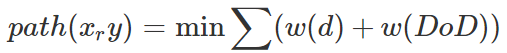 path(x_r y) = min ∑(w(d) + w(DoD))